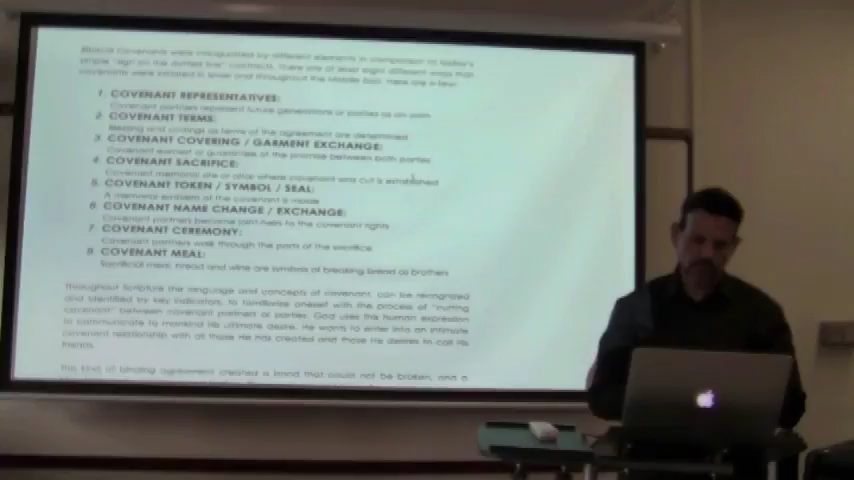 Biblical Covenants were inaugurated by different elements in comparison to today's
simple "sign on the dotted line" contracts. There are at least eight different ways that
covenants were initiated in Israel and throughout the Middle East. Here are a few:
1. COVENANT REPRESENTATIVES:
Covenant partners represent future generations or parties to an oath
2. COVENANT TERMS:
Blessing and cursings as terms of the agreement are determined
3. COVENANT COVERING / GARMENT EXCHANGE:
Covenant earnest or guarantee of the promise between both parties
4. COVENANT SACRIFICE:
Covenant memorial site or altar where covenant was cut is established
5. COVENANT TOKEN / SYMBOL / SEAL:
A memorial emblem of the covenant is made
6. COVENANT NAME CHANGE / EXCHANGE:
Covenant partners become joint heirs to the covenant rights
7. COVENANT CEREMONY:
Covenant partners walk through the parts of the sacrifice
8. COVENANT MEAL:
Sacrificial meal, bread and wine are symbols of breaking bread as brothers
Throughout Scripture the language and concepts of covenant, can be recognized
and identified by key indicators, to familiarize oneself with the process of "cutting
covenant" between covenant partners or parties. God uses this human expression
to communicate to mankind His ultimate desire. He wants to enter into an intimate
covenant relationship with all those He has created and those He desires to call His
friends.
This kind of binding agreement created a bond that could not be broken, and a